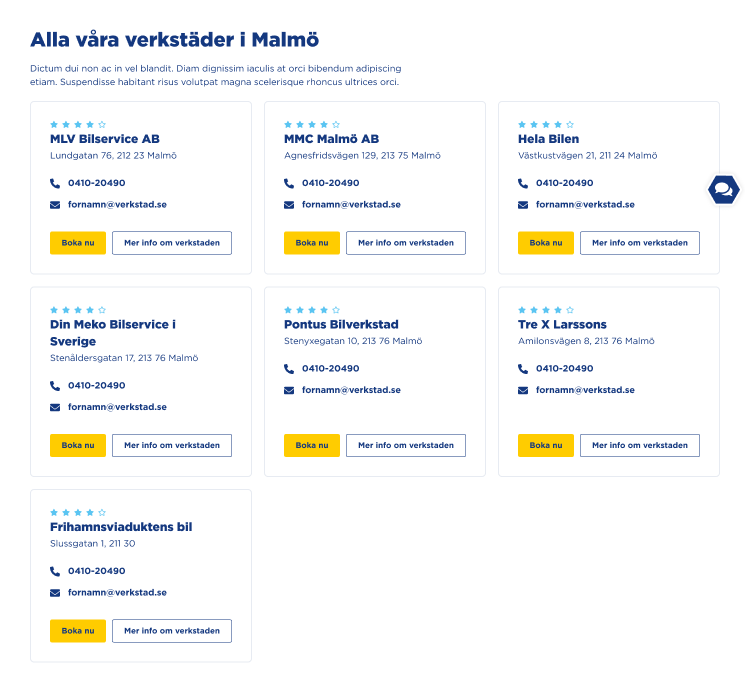 Alla våra verkstäder i Malmö
Dictum dui non ac in vel blandit. Diam dignissim iaculis at orci bibendum adipiscing
etiam. Suspendisse habitant risus volutpat magna scelerisque rhoncus ultrices orci.
MLV Bilservice AB
Lundgatan 76, 212 23 Malmö
0410-20490
fornamn@verkstad.se
Boka nu
Mer info om verkstaden
MMC Malmö AB
Agnesfridsvägen 129, 213 75 Malmö
0410-20490
fornamn@verkstad.se
Boka nu
Mer info om verkstaden
Hela Bilen
Västkustvägen 21, 211 24 Malmö
0410-20490
fornamn@verkstad.se
Boka nu
Mer info om verkstaden
Din Meko Bilservice i
Sverige
Stenåldersgatan 17, 213 76 Malmö
0410-20490
fornamn@verkstad.se
Boka nu
Mer info om verkstaden
Pontus Bilverkstad
Stenyxegatan 10, 213 76 Malmö
0410-20490
fornamn@verkstad.se
Boka nu
Mer info om verkstaden
Tre X Larssons
Amilonsvägen 8, 213 76 Malmö
0410-20490
fornamn@verkstad.se
Boka nu
Mer info om verkstaden
Frihamnsviaduktens bil
Slussgatan 1, 211 30
0410-20490
fornamn@verkstad.se
Boka nu
Mer info om verkstaden